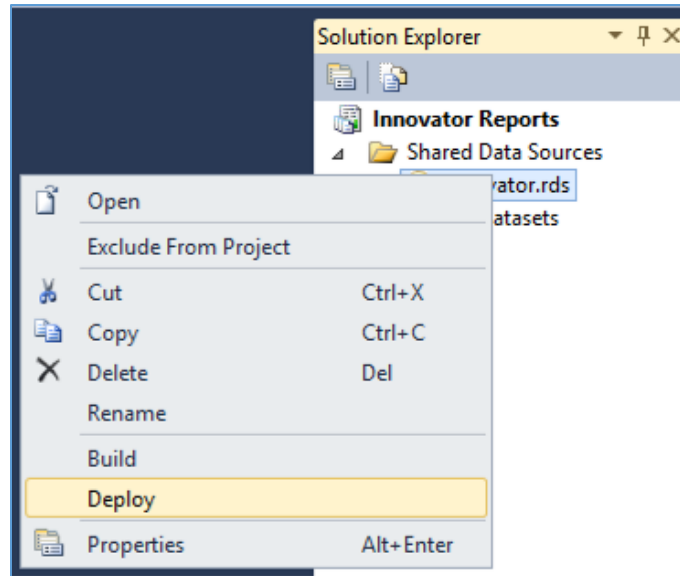 Solution Explorer
Innovator Reports
Shared Data Sources
vator.rds
atasets
Open
Exclude From Project
Cut Ctrl+X
Copy Ctrl+C
Delete Del
Rename
Build
Deploy
Properties Alt+Enter